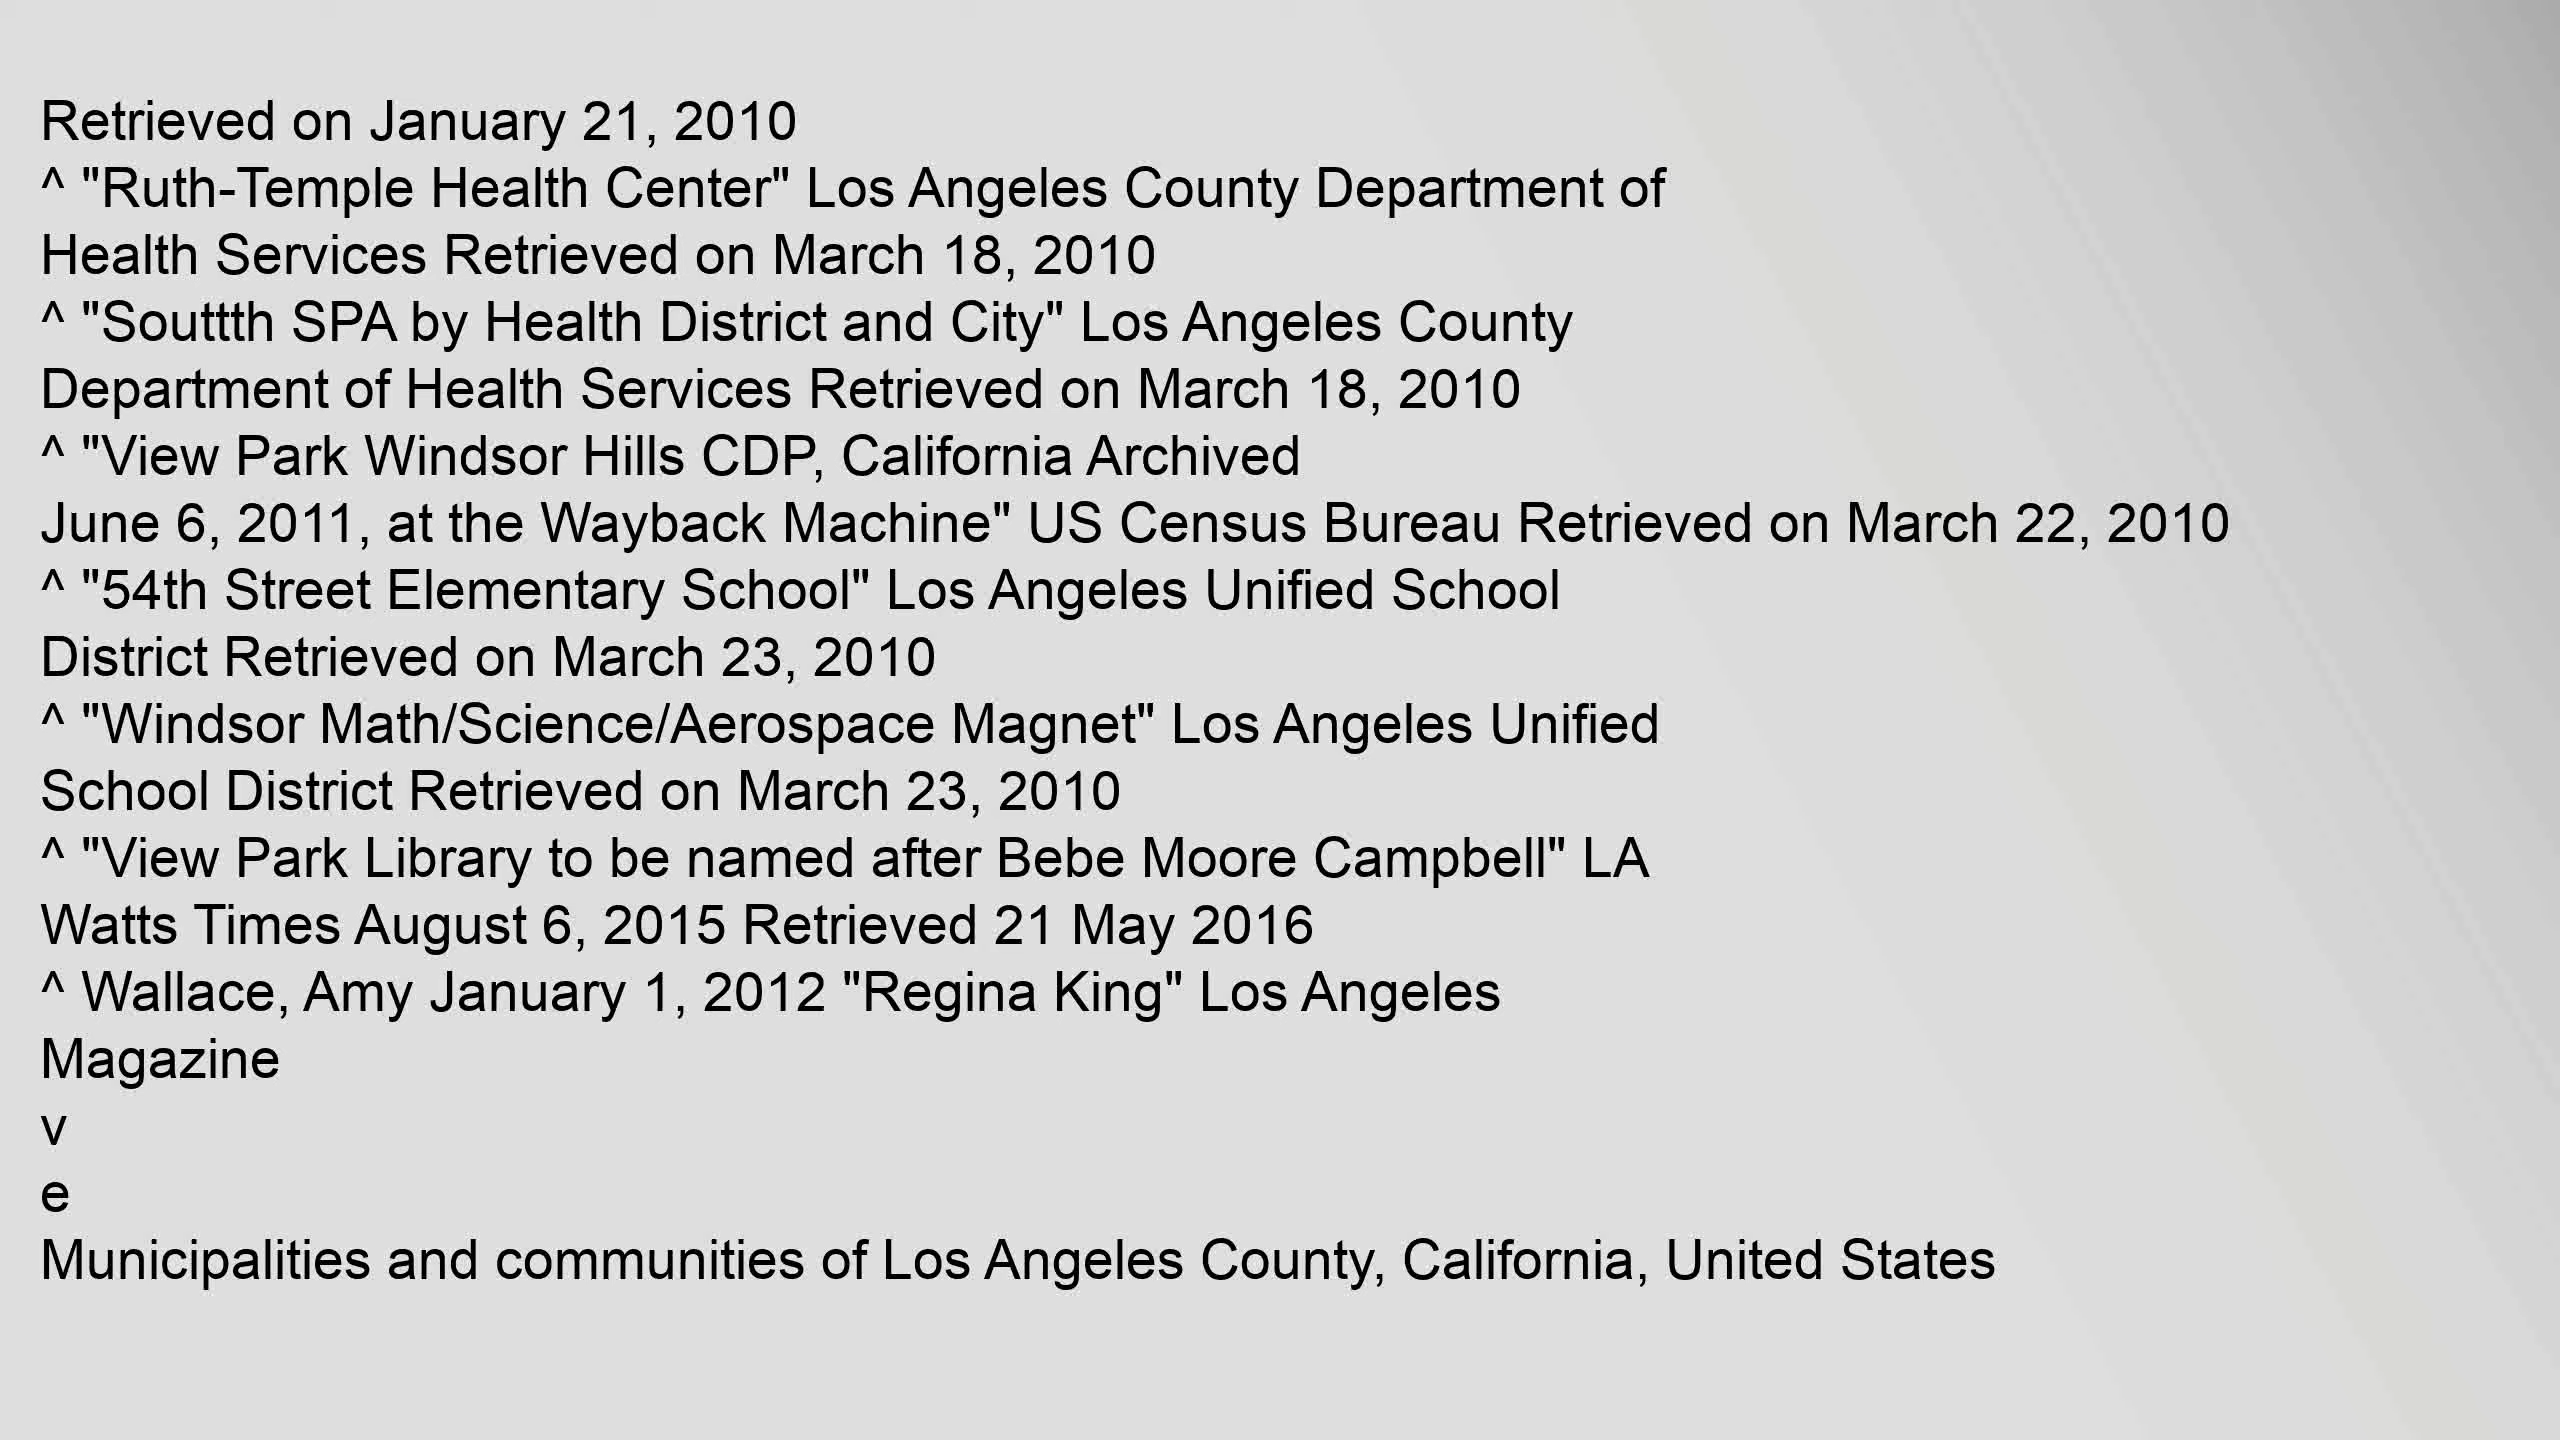 Retrieved on January 21, 2010
^ "Ruth-Temple Health Center" Los Angeles County Department of
Health Services Retrieved on March 18, 2010
^ "Souttth SPA by Health District and City" Los Angeles County
Department of Health Services Retrieved on March 18, 2010
^ "View Park Windsor Hills CDP, California Archived
June 6, 2011, at the Wayback Machine" US Census Bureau Retrieved on March 22, 2010
^ "54th Street Elementary School" Los Angeles Unified School
District Retrieved on March 23, 2010
^ "Windsor Math/Science/Aerospace Magnet" Los Angeles Unified
School District Retrieved on March 23, 2010
^ "View Park Library to be named after Bebe Moore Campbell" LA
Watts Times August 6, 2015 Retrieved 21 May 2016
^ Wallace, Amy January 1, 2012 "Regina King" Los Angeles
Magazine
v
e
Municipalities and communities of Los Angeles County, California, United States